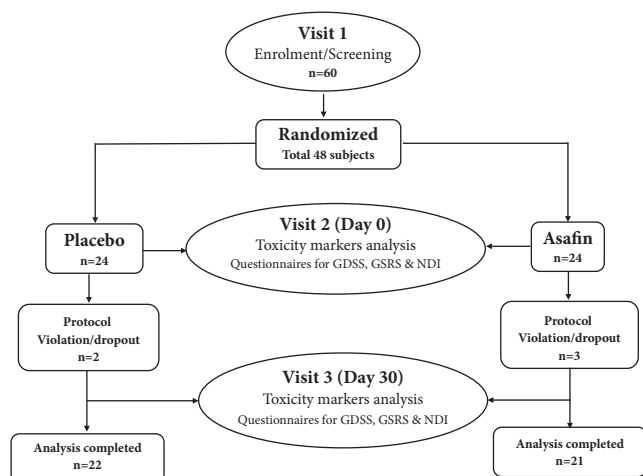 Visit 1
Enrolment/Screening
n=60
Randomized
Total 48 subjects
Placebo
n=24
Visit 2 (Day 0)
Toxicity markers analysis
Questionnaires for GDSS, GSRS & NDI
Asafin
n=24
Protocol
Violation/dropout
n=2
Protocol
Violation/dropout
n=3
Visit 3 (Day 30)
Toxicity markers analysis
Questionnaires for GDSS, GSRS & NDI
Analysis completed
n=22
Analysis completed
n=21